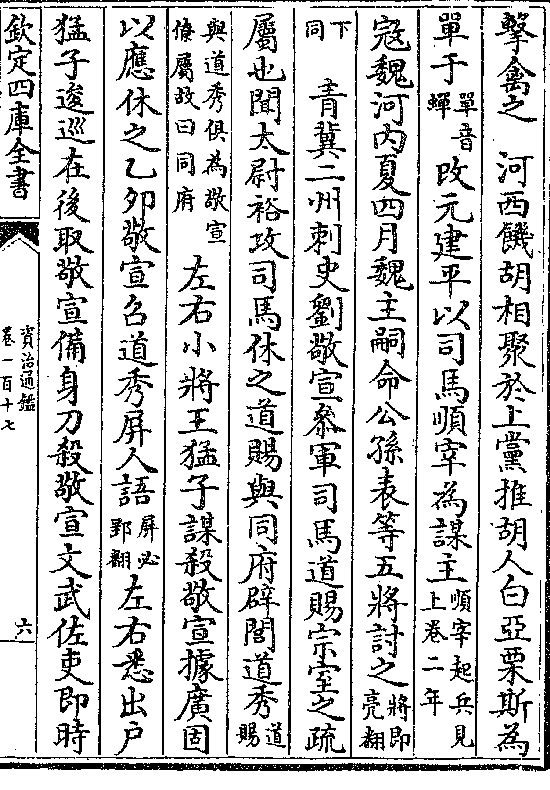 擊禽之　河西饑胡相聚於上黨推胡人白亞栗斯為
單于單音蟬改元建平以司馬順宰為謀主順宰起兵見上卷二年
寇魏河内夏四月魏主嗣命公孫表等五將討之將即亮翻
下同　青冀二州刺史劉敬宣參軍司馬道賜宗室之疏
屬也聞太尉裕攻司馬休之道賜與同府辟閭道秀道賜
與道秀俱為敬宣僚屬故曰同府左右小將王猛子謀殺敬宣據廣固
以應休之乙夘敬宣召道秀屏人語屏必郢翻左右悉出户
猛子逡巡在後取敬宣備身刀殺敬宣文武佐吏即時
欽定四庫全書
資治通鑑
卷一百十七
六